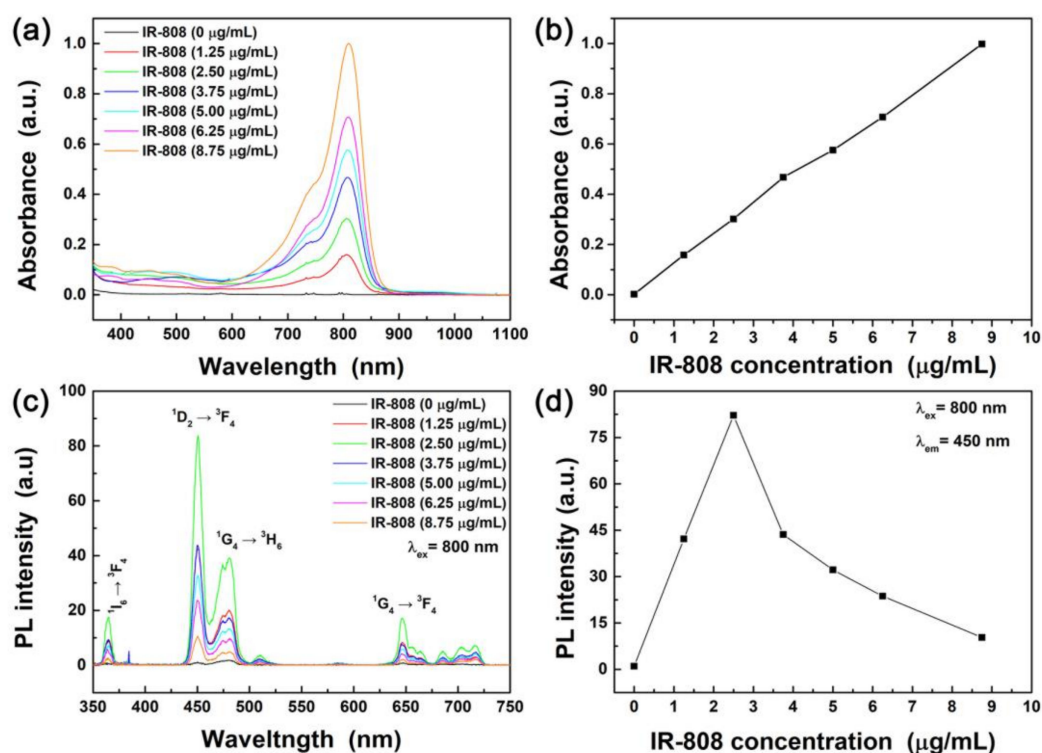 (a)
IR-808 (0 μg/mL)
IR-808 (1.25 μg/mL)
IR-808 (2.50 μg/mL)
IR-808 (3.75 μg/mL)
IR-808 (5.00 μg/mL)
IR-808 (6.25 μg/mL)
IR-808 (8.75 μg/mL)
1.0
0.8
0.6
0.4
0.2
0.0
Absorbance (a.u.)
400 500 600 700 800 900 1000 1100
Wavelength (nm)
(b)
1.0
0.8
0.6
0.4
0.2
0.0
Absorbance (a.u.)
0 1 2 3 4 5 6 7 8 9 10
IR-808 concentration (μg/mL)
(c)
100
80
60
40
20
0
PL intensity (a.u)
¹D₂ → ³F₄
¹G₄ → ³H₆
¹I₆ → ³F₄
¹G₄ → ³F₄
IR-808 (0 μg/mL)
IR-808 (1.25 μg/mL)
IR-808 (2.50 μg/mL)
IR-808 (3.75 μg/mL)
IR-808 (5.00 μg/mL)
IR-808 (6.25 μg/mL)
IR-808 (8.75 μg/mL)
λex= 800 nm
350 400 450 500 550 600 650 700 750
Waveltngth (nm)
(d)
90
75
60
45
30
15
0
PL intensity (a.u.)
λex= 800 nm
λem= 450 nm
0 1 2 3 4 5 6 7 8 9 10
IR-808 concentration (μg/mL)